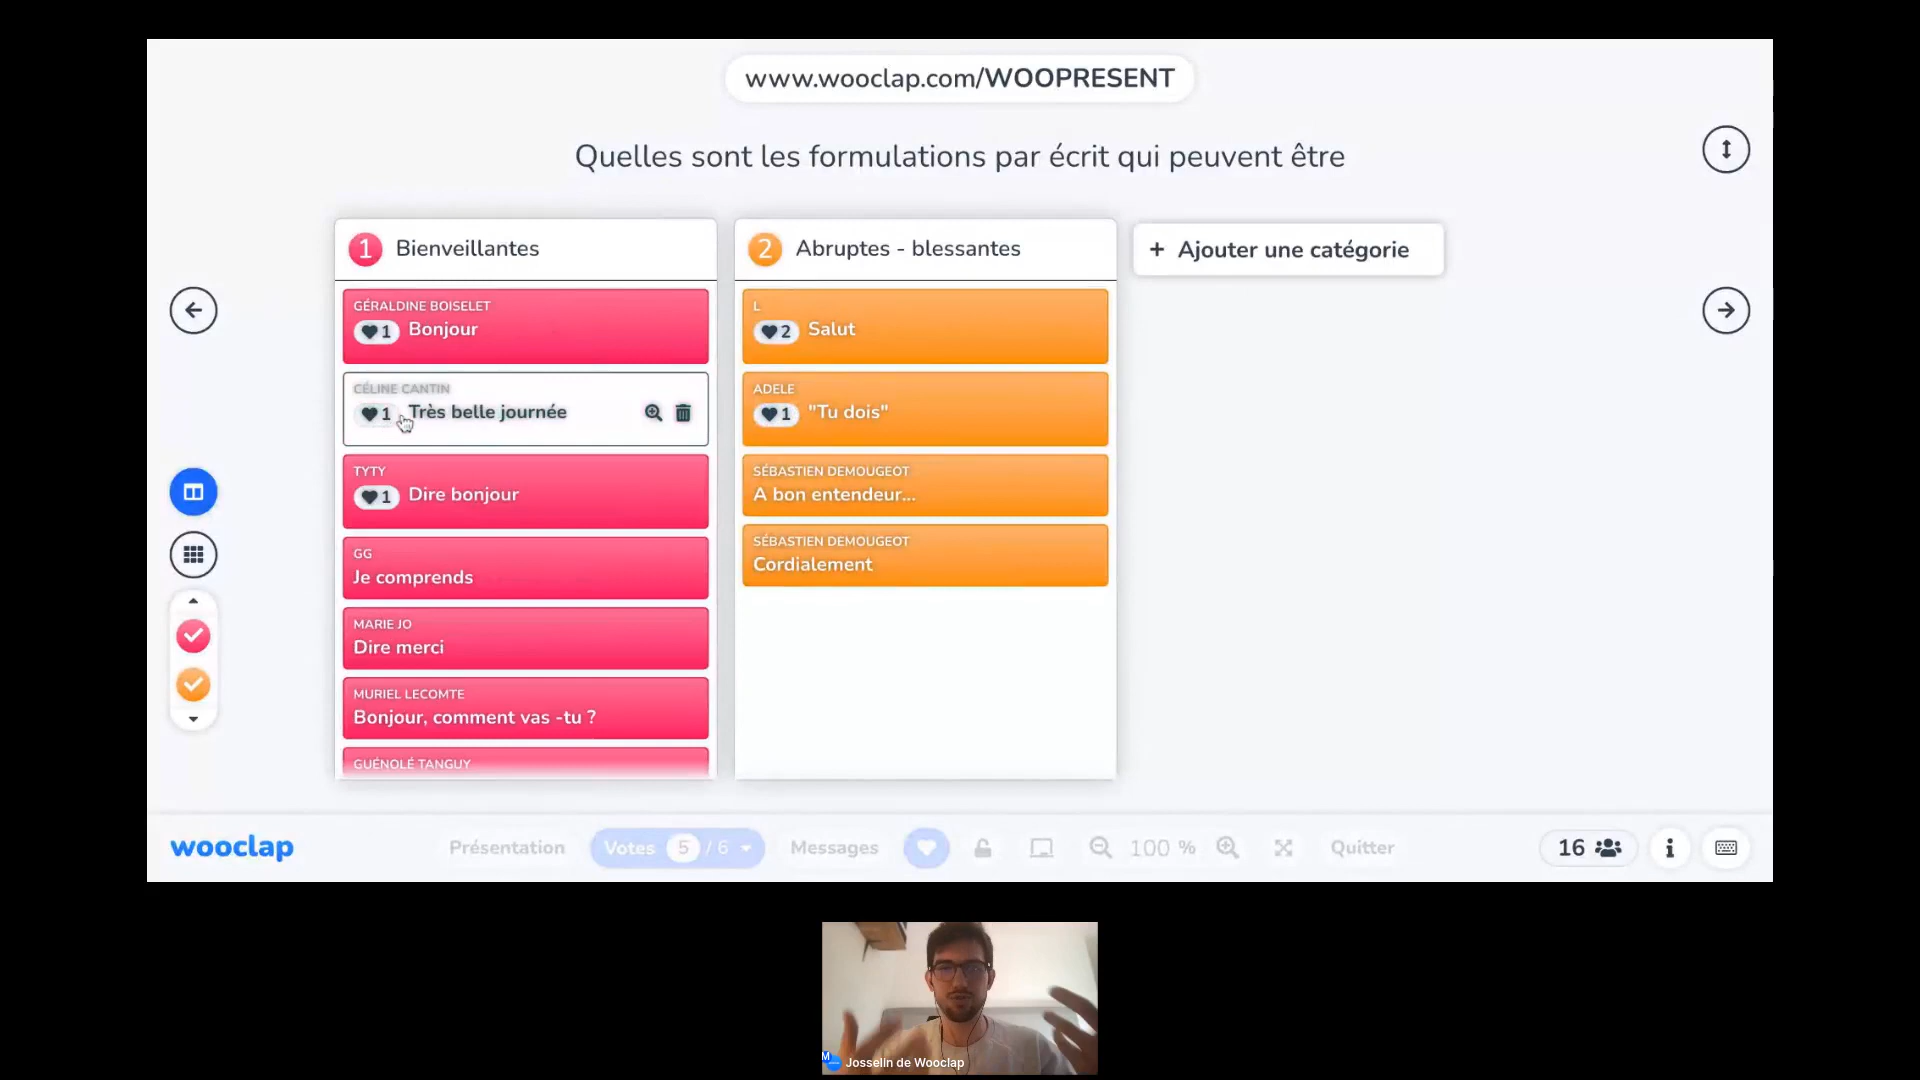 www.wooclap.com/WOOPRESENT
Quelles sont les formulations par écrit qui peuvent être
1 Bienveillantes
GÉRALDINE BOISELET
1 Bonjour
CÉLINE CANTIN
1 Très belle journée
TYTY
1 Dire bonjour
GG
Je comprends
MARIE JO
Dire merci
MURIEL LECOMTE
Bonjour, comment vas -tu ?
GUÉNOLÉ TANGUY
2 Abruptes - blessantes
L
2 Salut
ADELE
1 "Tu dois"
SÉBASTIEN DEMOUGEOT
A bon entendeur...
SÉBASTIEN DEMOUGEOT
Cordialement
+ Ajouter une catégorie
wooclap
Présentation
Votes 5 / 6
Messages
100 %
Quitter
16
i
M
Josselin de Wooclap